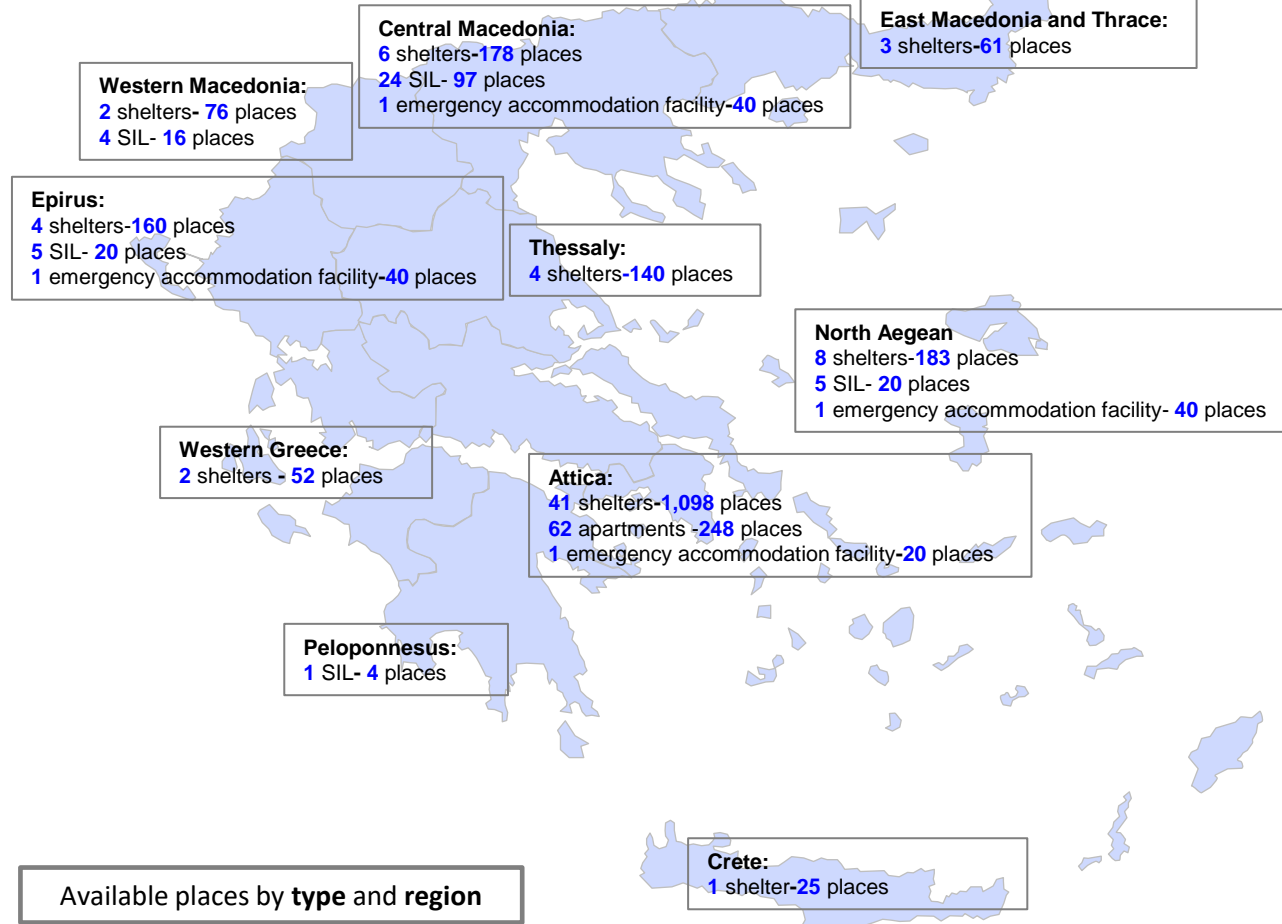 Central Macedonia:
6 shelters-178 places
24 SIL- 97 places
1 emergency accommodation facility-40 places
East Macedonia and Thrace:
3 shelters-61 places
Western Macedonia:
2 shelters- 76 places
4 SIL- 16 places
Epirus:
4 shelters-160 places
5 SIL- 20 places
1 emergency accommodation facility-40 places
Thessaly:
4 shelters-140 places
North Aegean
8 shelters-183 places
5 SIL- 20 places
1 emergency accommodation facility- 40 places
Western Greece:
2 shelters - 52 places
Attica:
41 shelters-1,098 places
62 apartments -248 places
1 emergency accommodation facility-20 places
Peloponnesus:
1 SIL- 4 places
Crete:
1 shelter-25 places
Available places by type and region